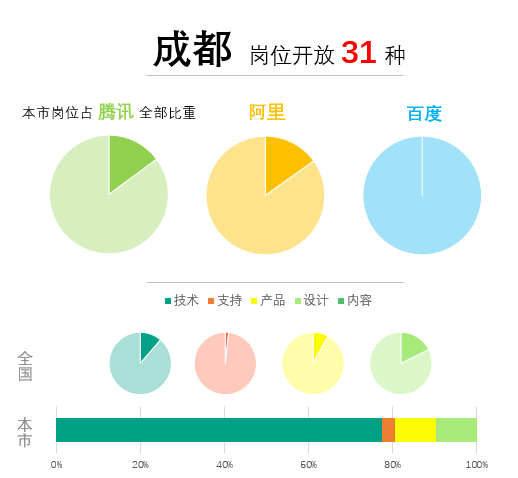 成都 岗位开放 31 种
本市岗位占 腾讯 全部比重 阿里 百度
技术 支持 产品 设计 内容
全国
本市
0% 20% 40% 60% 80% 100%